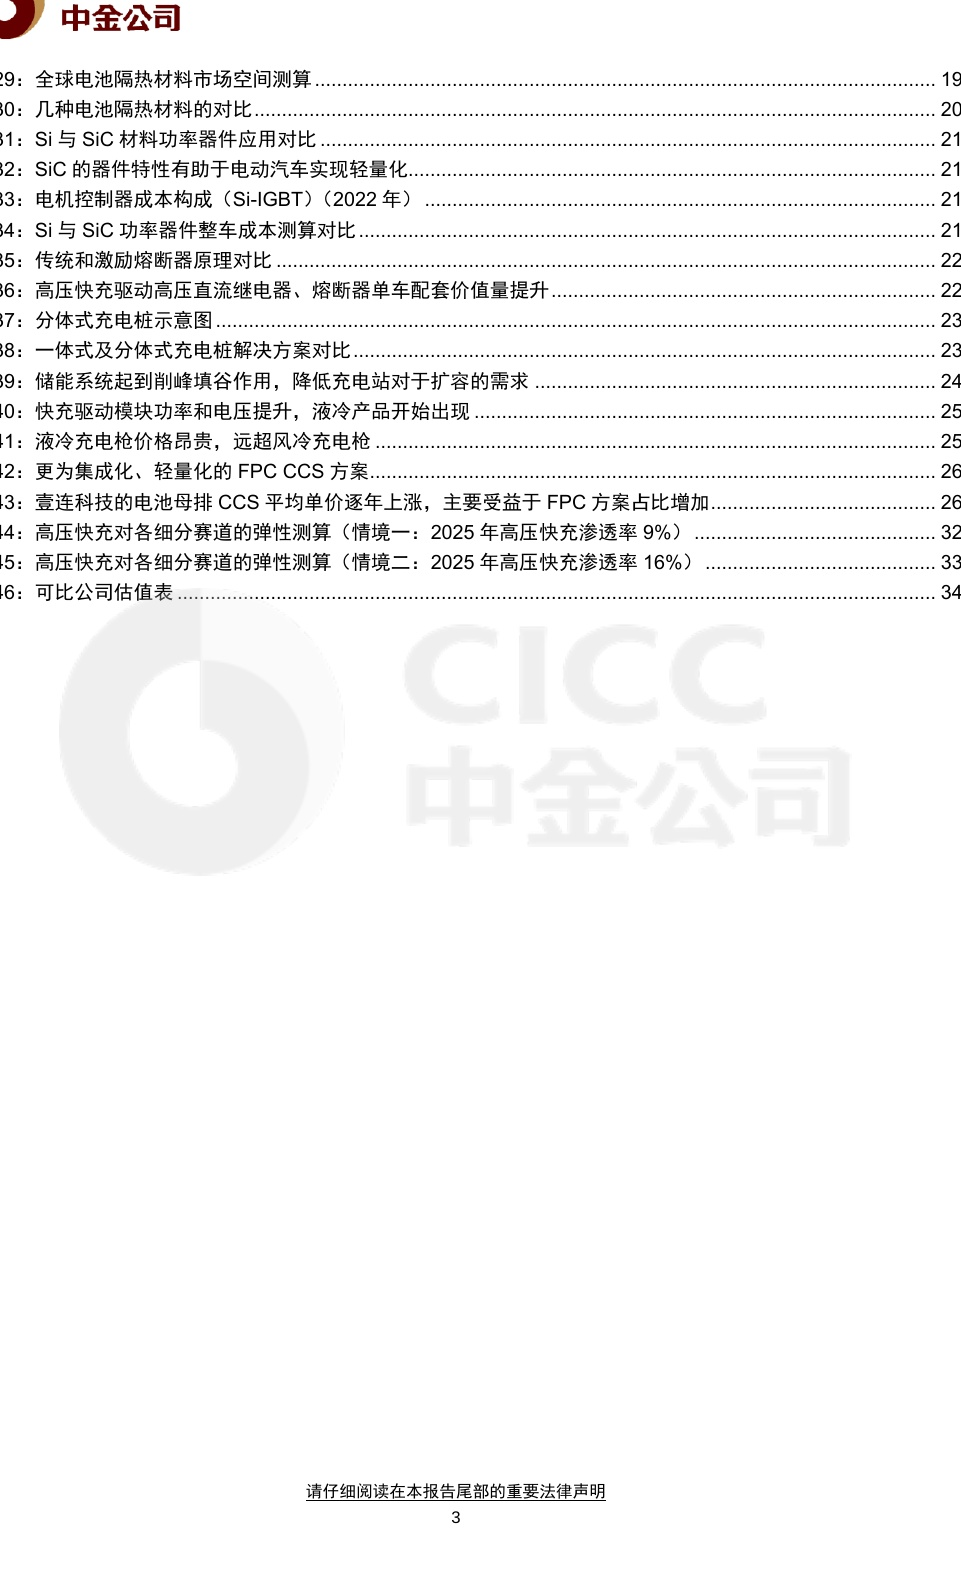 中金公司
29：全球电池隔热材料市场空间测算 ................................................................ 19
30：几种电池隔热材料的对比 ................................................................ 20
31：Si 与 SiC 材料功率器件应用对比 ................................................................ 21
32：SiC 的器件特性有助于电动汽车实现轻量化 ................................................................ 21
33：电机控制器成本构成（Si-IGBT）（2022 年） ................................................................ 21
34：Si 与 SiC 功率器件整车成本测算对比 ................................................................ 21
35：传统和激励熔断器原理对比 ................................................................ 22
36：高压快充驱动高压直流继电器、熔断器单车配套价值量提升 ................................................................ 22
37：分体式充电桩示意图 ................................................................ 23
38：一体式及分体式充电桩解决方案对比 ................................................................ 23
39：储能系统起到削峰填谷作用，降低充电站对于扩容的需求 ................................................................ 24
40：快充驱动模块功率和电压提升，液冷产品开始出现 ................................................................ 25
41：液冷充电枪价格昂贵，远超风冷充电枪 ................................................................ 25
42：更为集成化、轻量化的 FPC CCS 方案 ................................................................ 26
43：壹连科技的电池母排 CCS 平均单价逐年上涨，主要受益于 FPC 方案占比增加 ......................................... 26
44：高压快充对各细分赛道的弹性测算（情境一：2025 年高压快充渗透率 9%） ............................................ 32
45：高压快充对各细分赛道的弹性测算（情境二：2025 年高压快充渗透率 16%） .......................................... 33
46：可比公司估值表 ................................................................ 34
CICC
中金公司
请仔细阅读在本报告尾部的重要法律声明
3